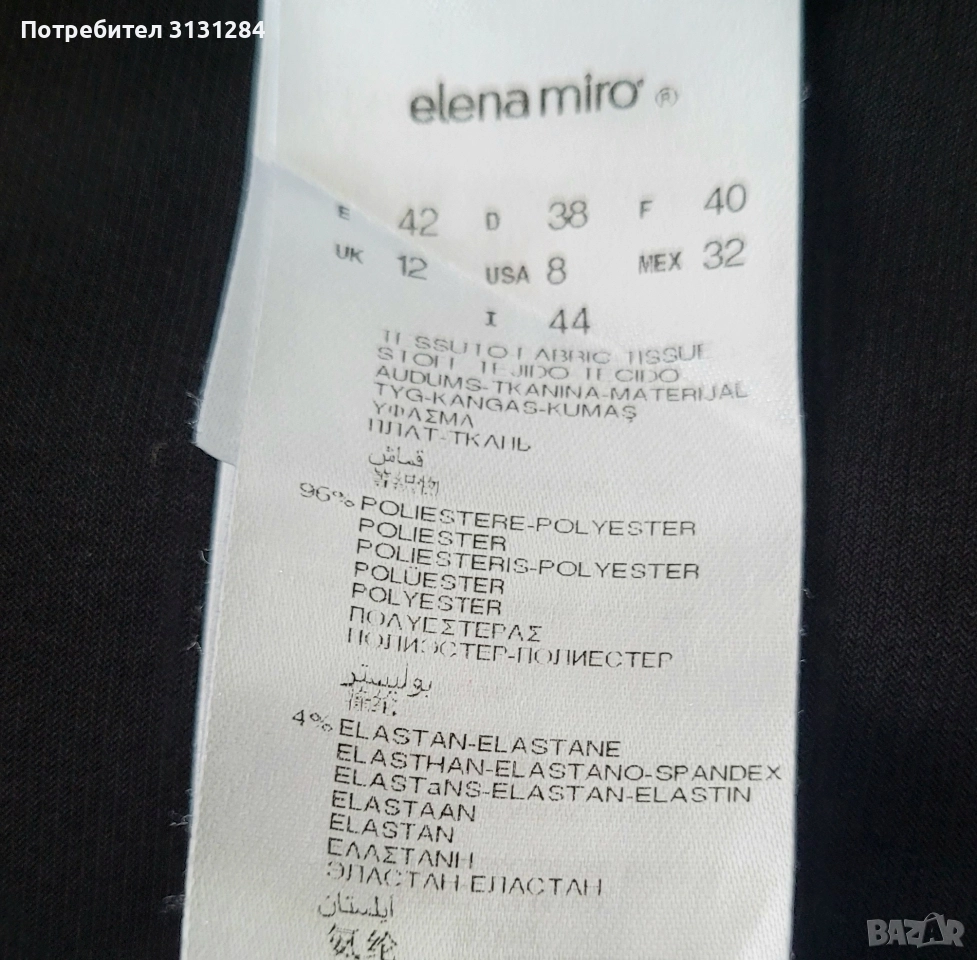 Потребител 3131284
elena miro ®
E 42 D 38 F 40
UK 12 USA 8 MEX 32
I 44
TESSUTO-FABRIC TISSUE
STOFF TEJIDO TECIDO
AUDUMS-TKANINA-MATERIJAL
TYG-KANGAS-KUMAŞ
ΥΦΑΣΜΑ
ПЛАТ-ТКАНЬ
قماش
96% POLIESTERE-POLYESTER
POLIESTER
POLIESTERIS-POLYESTER
POLÜESTER
POLYESTER
ΠΟΛΥΕΣΤΕΡΑΣ
ПОЛИЭСТЕР-ПОЛИЕСТЕР
بوليستر
4% ELASTAN-ELASTANE
ELASTHAN-ELASTANO-SPANDEX
ELASTaNS-ELASTAN-ELASTIN
ELASTAAN
ELASTAN
ΕΛΑΣΤΑΝΗ
ЭЛАСТАН-ЕЛАСТАН
ايلستان
BAZAR